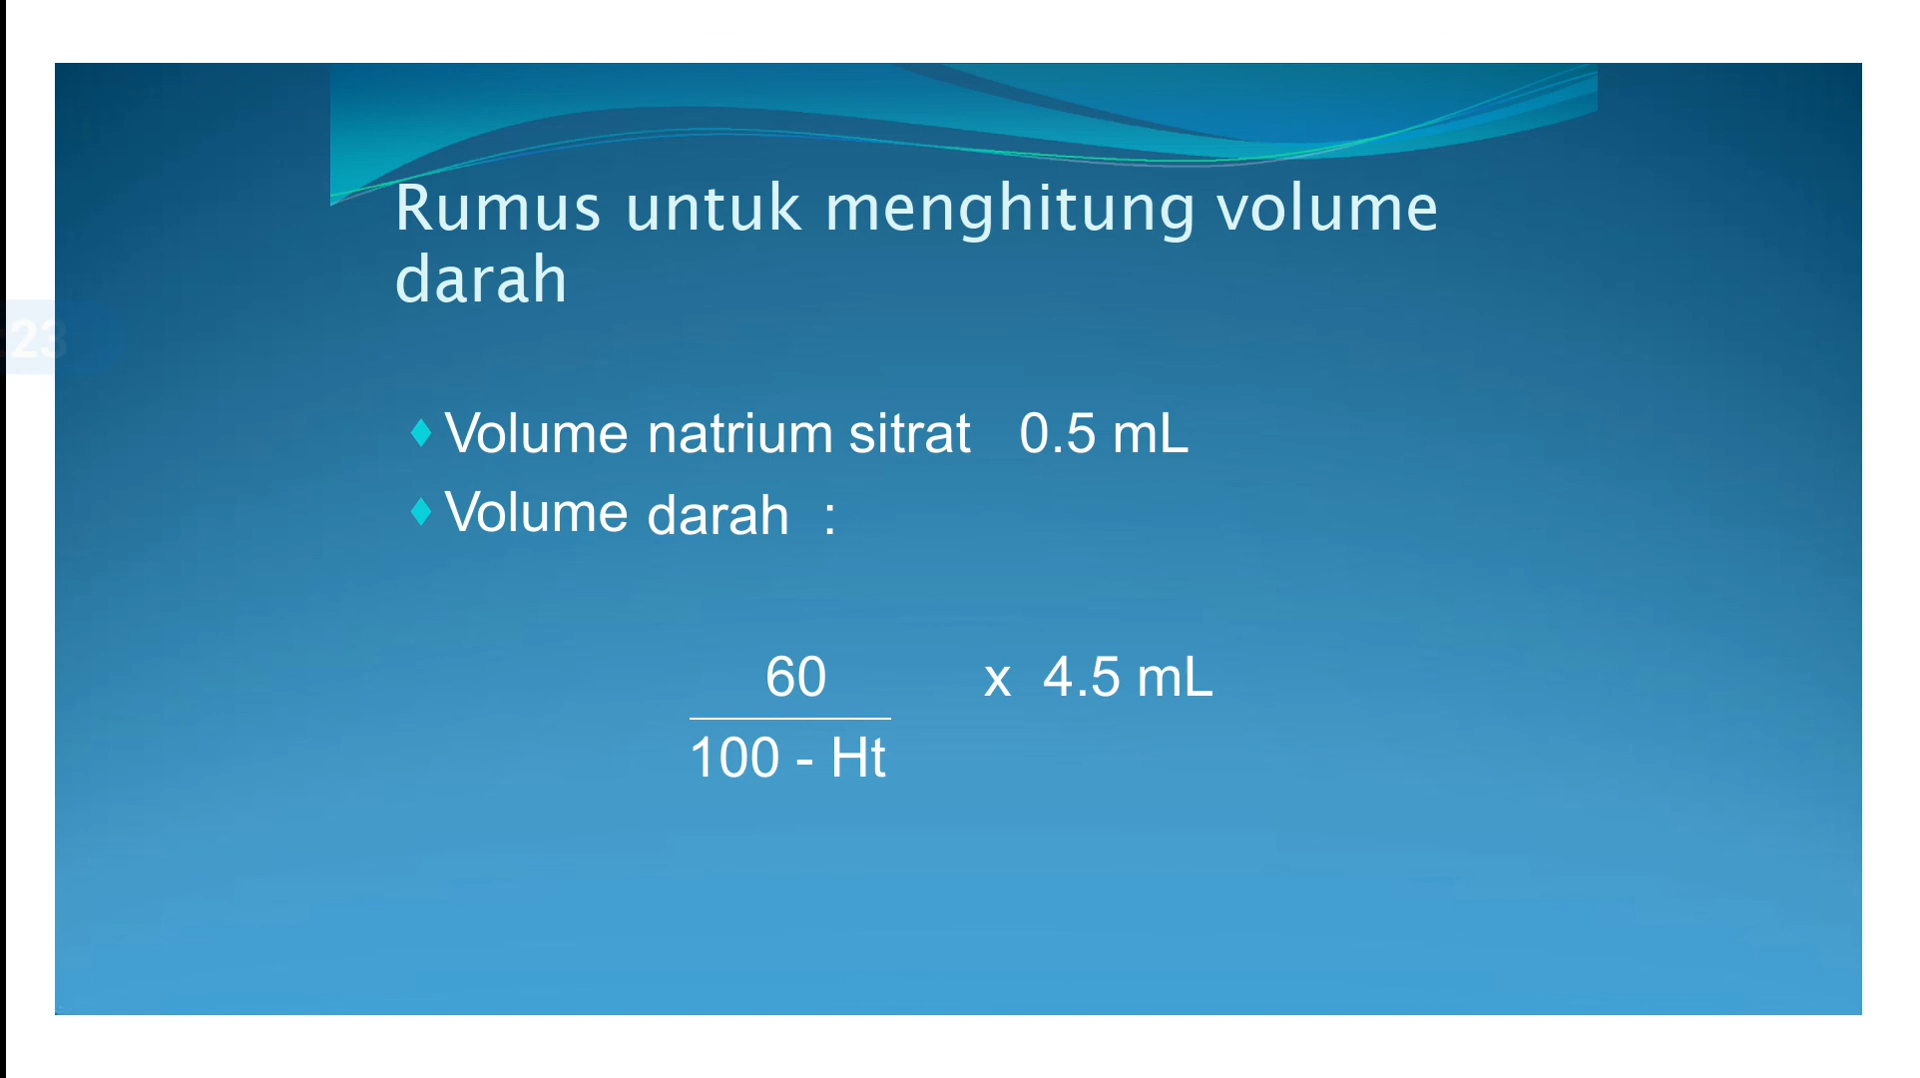 Rumus untuk menghitung volume
darah
23
Volume natrium sitrat 0.5 mL
Volume darah :
60 x 4.5 mL
100 - Ht